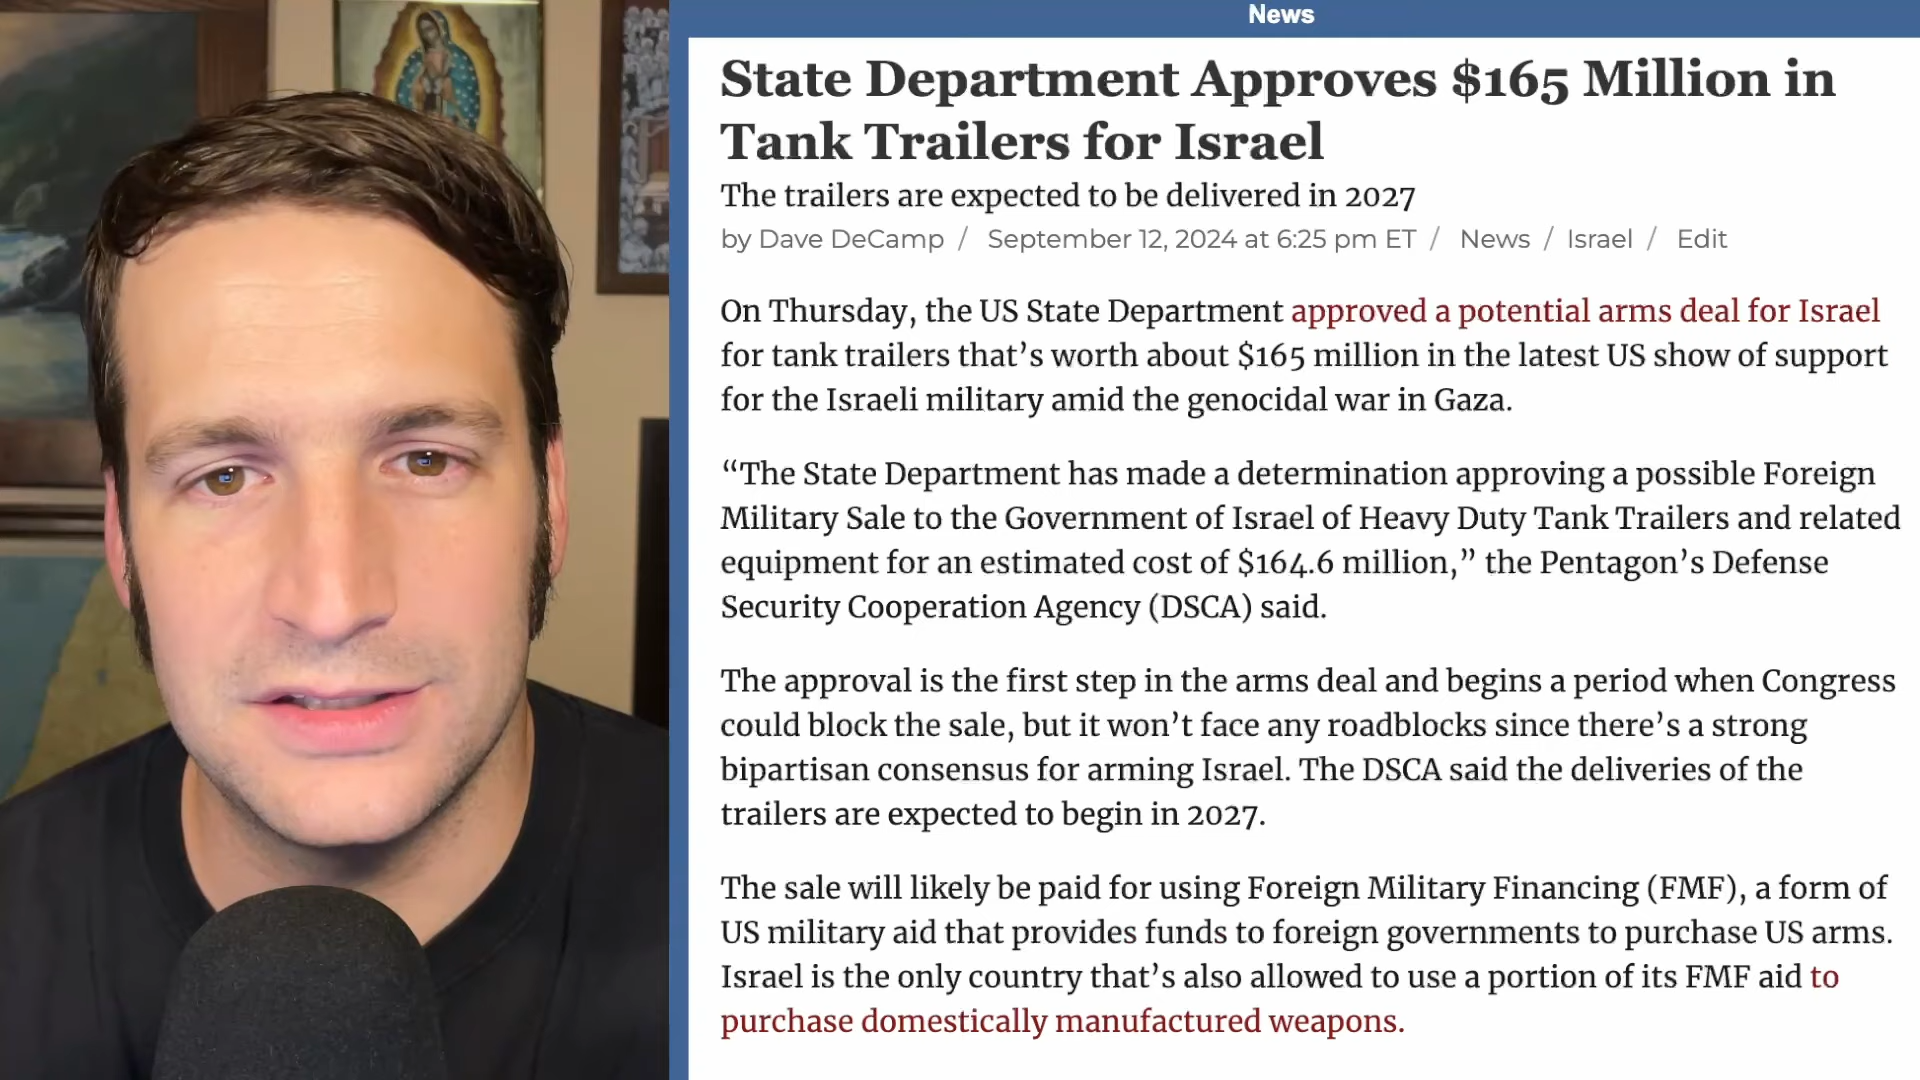 News
State Department Approves $165 Million in
Tank Trailers for Israel
The trailers are expected to be delivered in 2027
by Dave DeCamp / September 12, 2024 at 6:25 pm ET / News / Israel / Edit
On Thursday, the US State Department approved a potential arms deal for Israel
for tank trailers that’s worth about $165 million in the latest US show of support
for the Israeli military amid the genocidal war in Gaza.
“The State Department has made a determination approving a possible Foreign
Military Sale to the Government of Israel of Heavy Duty Tank Trailers and related
equipment for an estimated cost of $164.6 million,” the Pentagon’s Defense
Security Cooperation Agency (DSCA) said.
The approval is the first step in the arms deal and begins a period when Congress
could block the sale, but it won’t face any roadblocks since there’s a strong
bipartisan consensus for arming Israel. The DSCA said the deliveries of the
trailers are expected to begin in 2027.
The sale will likely be paid for using Foreign Military Financing (FMF), a form of
US military aid that provides funds to foreign governments to purchase US arms.
Israel is the only country that’s also allowed to use a portion of its FMF aid to
purchase domestically manufactured weapons.